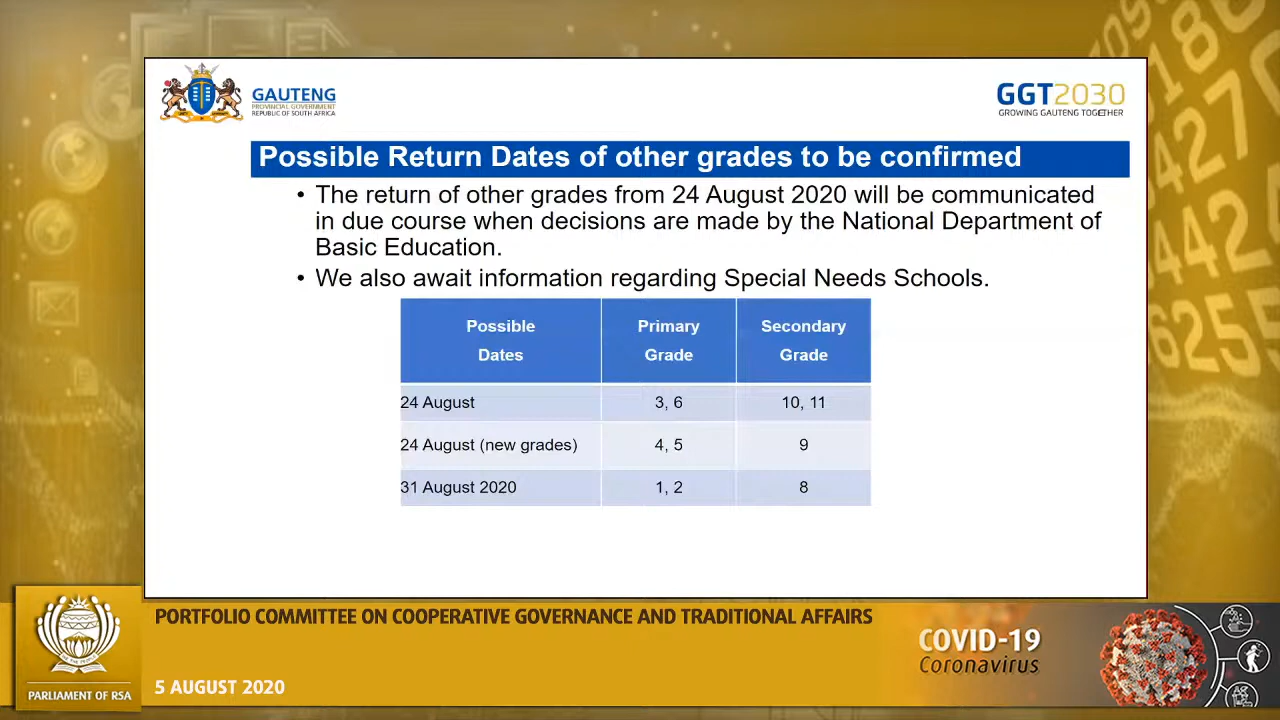 GAUTENG
PROVINCIAL GOVERNMENT
REPUBLIC OF SOUTH AFRICA
GGT2030
GROWING GAUTENG TOGETHER
Possible Return Dates of other grades to be confirmed
• The return of other grades from 24 August 2020 will be communicated
in due course when decisions are made by the National Department of
Basic Education.
• We also await information regarding Special Needs Schools.
Possible Dates Primary Grade Secondary Grade
24 August 3, 6 10, 11
24 August (new grades) 4, 5 9
31 August 2020 1, 2 8
PORTFOLIO COMMITTEE ON COOPERATIVE GOVERNANCE AND TRADITIONAL AFFAIRS
COVID-19
Coronavirus
PARLIAMENT OF RSA
5 AUGUST 2020